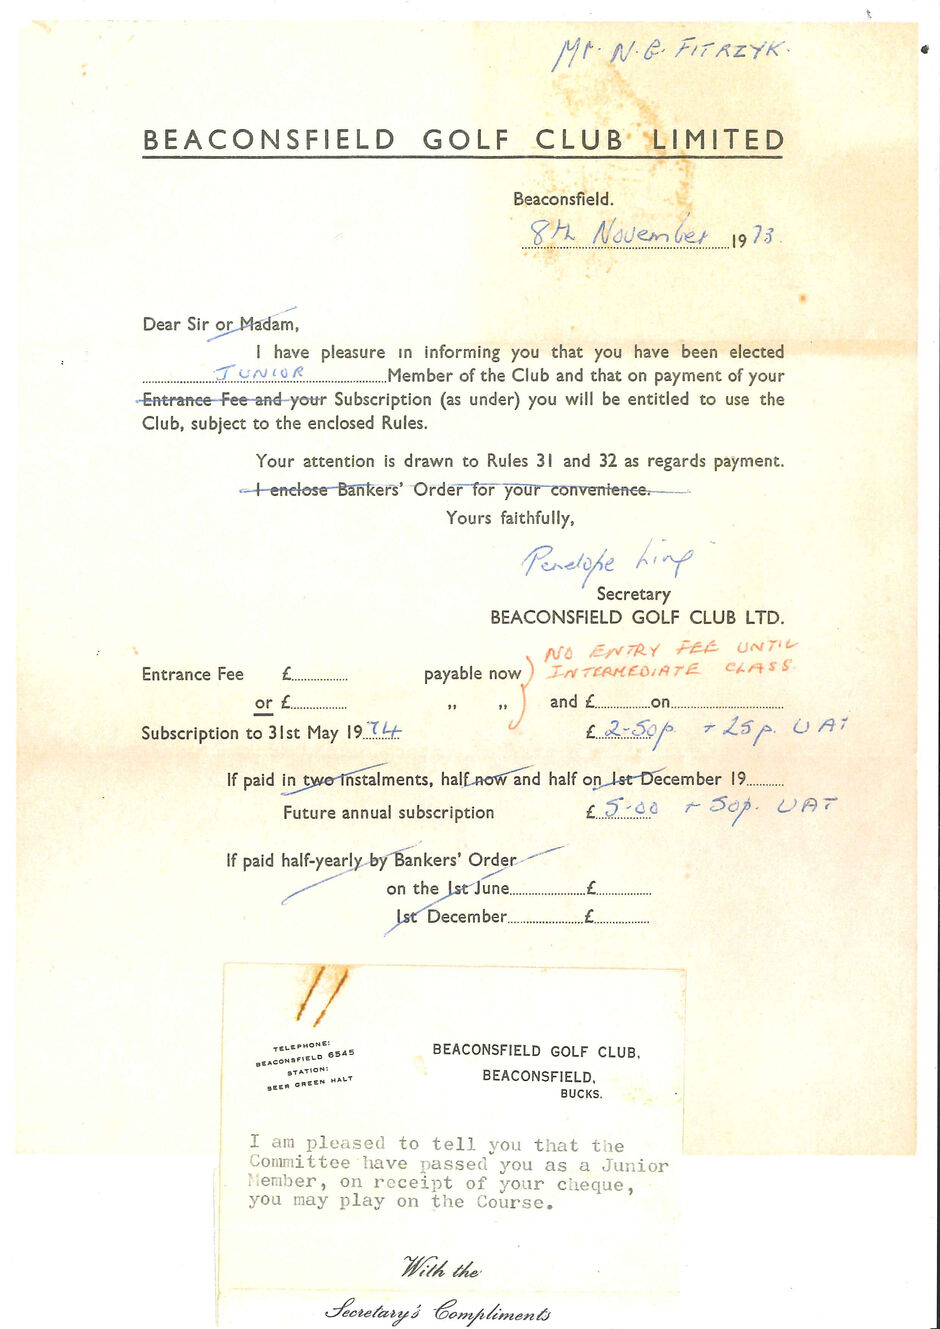 Mr. N. B. FITRZYK.
BEACONSFIELD GOLF CLUB LIMITED
Beaconsfield.
8th November 1973.
Dear Sir or Madam,
I have pleasure in informing you that you have been elected
JUNIOR Member of the Club and that on payment of your
Entrance Fee and your Subscription (as under) you will be entitled to use the
Club, subject to the enclosed Rules.
Your attention is drawn to Rules 31 and 32 as regards payment.
I enclose Bankers' Order for your convenience.
Yours faithfully,
Penelope Ling
Secretary
BEACONSFIELD GOLF CLUB LTD.
NO ENTRY FEE UNTIL
INTERMEDIATE CLASS
Entrance Fee £ payable now
or £ " " and £ on
Subscription to 31st May 1974 £ 2-50p. + 25p. VAT
If paid in two instalments, half now and half on 1st December 19
Future annual subscription £ 5-00 + 50p. VAT
If paid half-yearly by Bankers' Order
on the 1st June £
1st December £
TELEPHONE:
BEACONSFIELD 6545
STATION:
SEER GREEN HALT
BEACONSFIELD GOLF CLUB,
BEACONSFIELD,
BUCKS.
I am pleased to tell you that the
Committee have passed you as a Junior
Member, on receipt of your cheque,
you may play on the Course.
With the
Secretary's Compliments